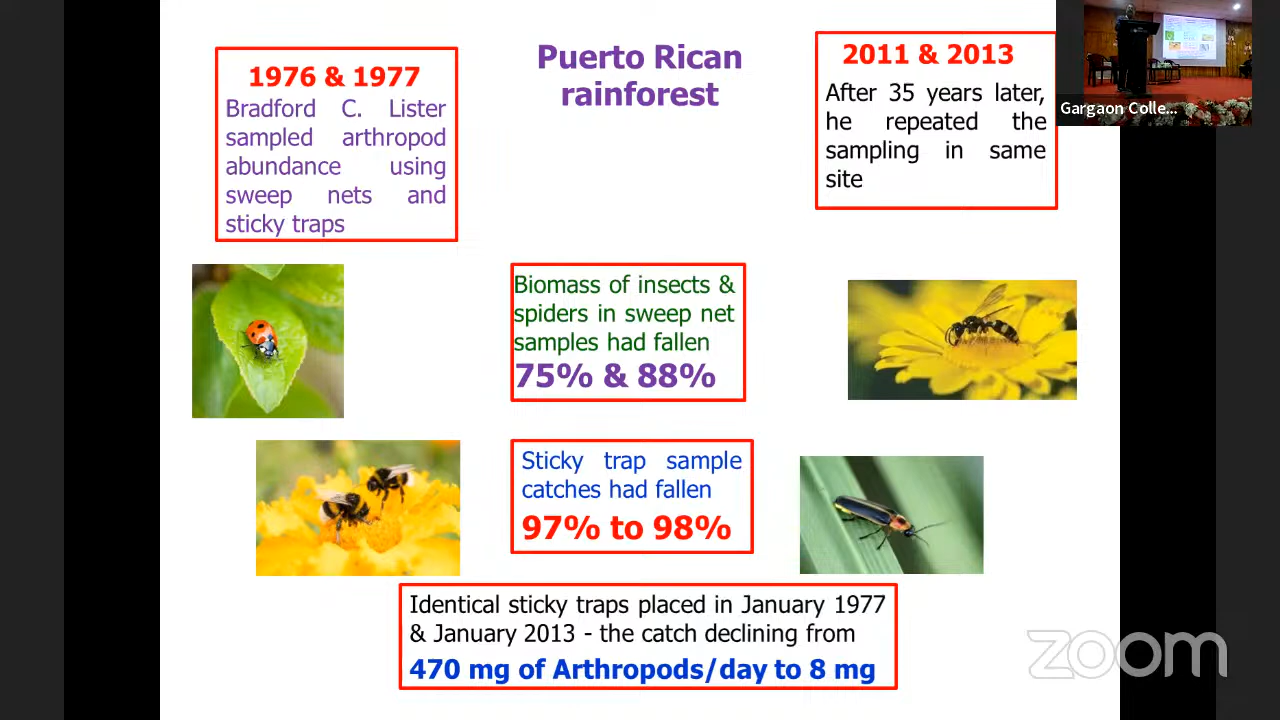 1976 & 1977
Bradford C. Lister
sampled arthropod
abundance using
sweep nets and
sticky traps
Puerto Rican
rainforest
2011 & 2013
After 35 years later,
he repeated the
sampling in same
site
Gargaon Colle...
Biomass of insects &
spiders in sweep net
samples had fallen
75% & 88%
Sticky trap sample
catches had fallen
97% to 98%
Identical sticky traps placed in January 1977
& January 2013 - the catch declining from
470 mg of Arthropods/day to 8 mg
zoom